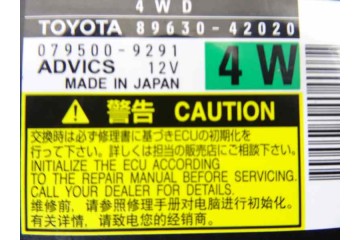 4WD
TOYOTA 89630-42020
079500-9291
ADVICS 12V
MADE IN JAPAN
4W
警告 CAUTION
交換時は必ず修理書に基づきECUの初期化を
行って下さい。詳しくは担当の販売店にご相談下さい。
INITIALIZE THE ECU ACCORDING
TO THE REPAIR MANUAL BEFORE SERVICING.
CALL YOUR DEALER FOR DETAILS.
维修前，请参照修理手册对电脑进行初始化。
有关详情，请致电您的经销商。